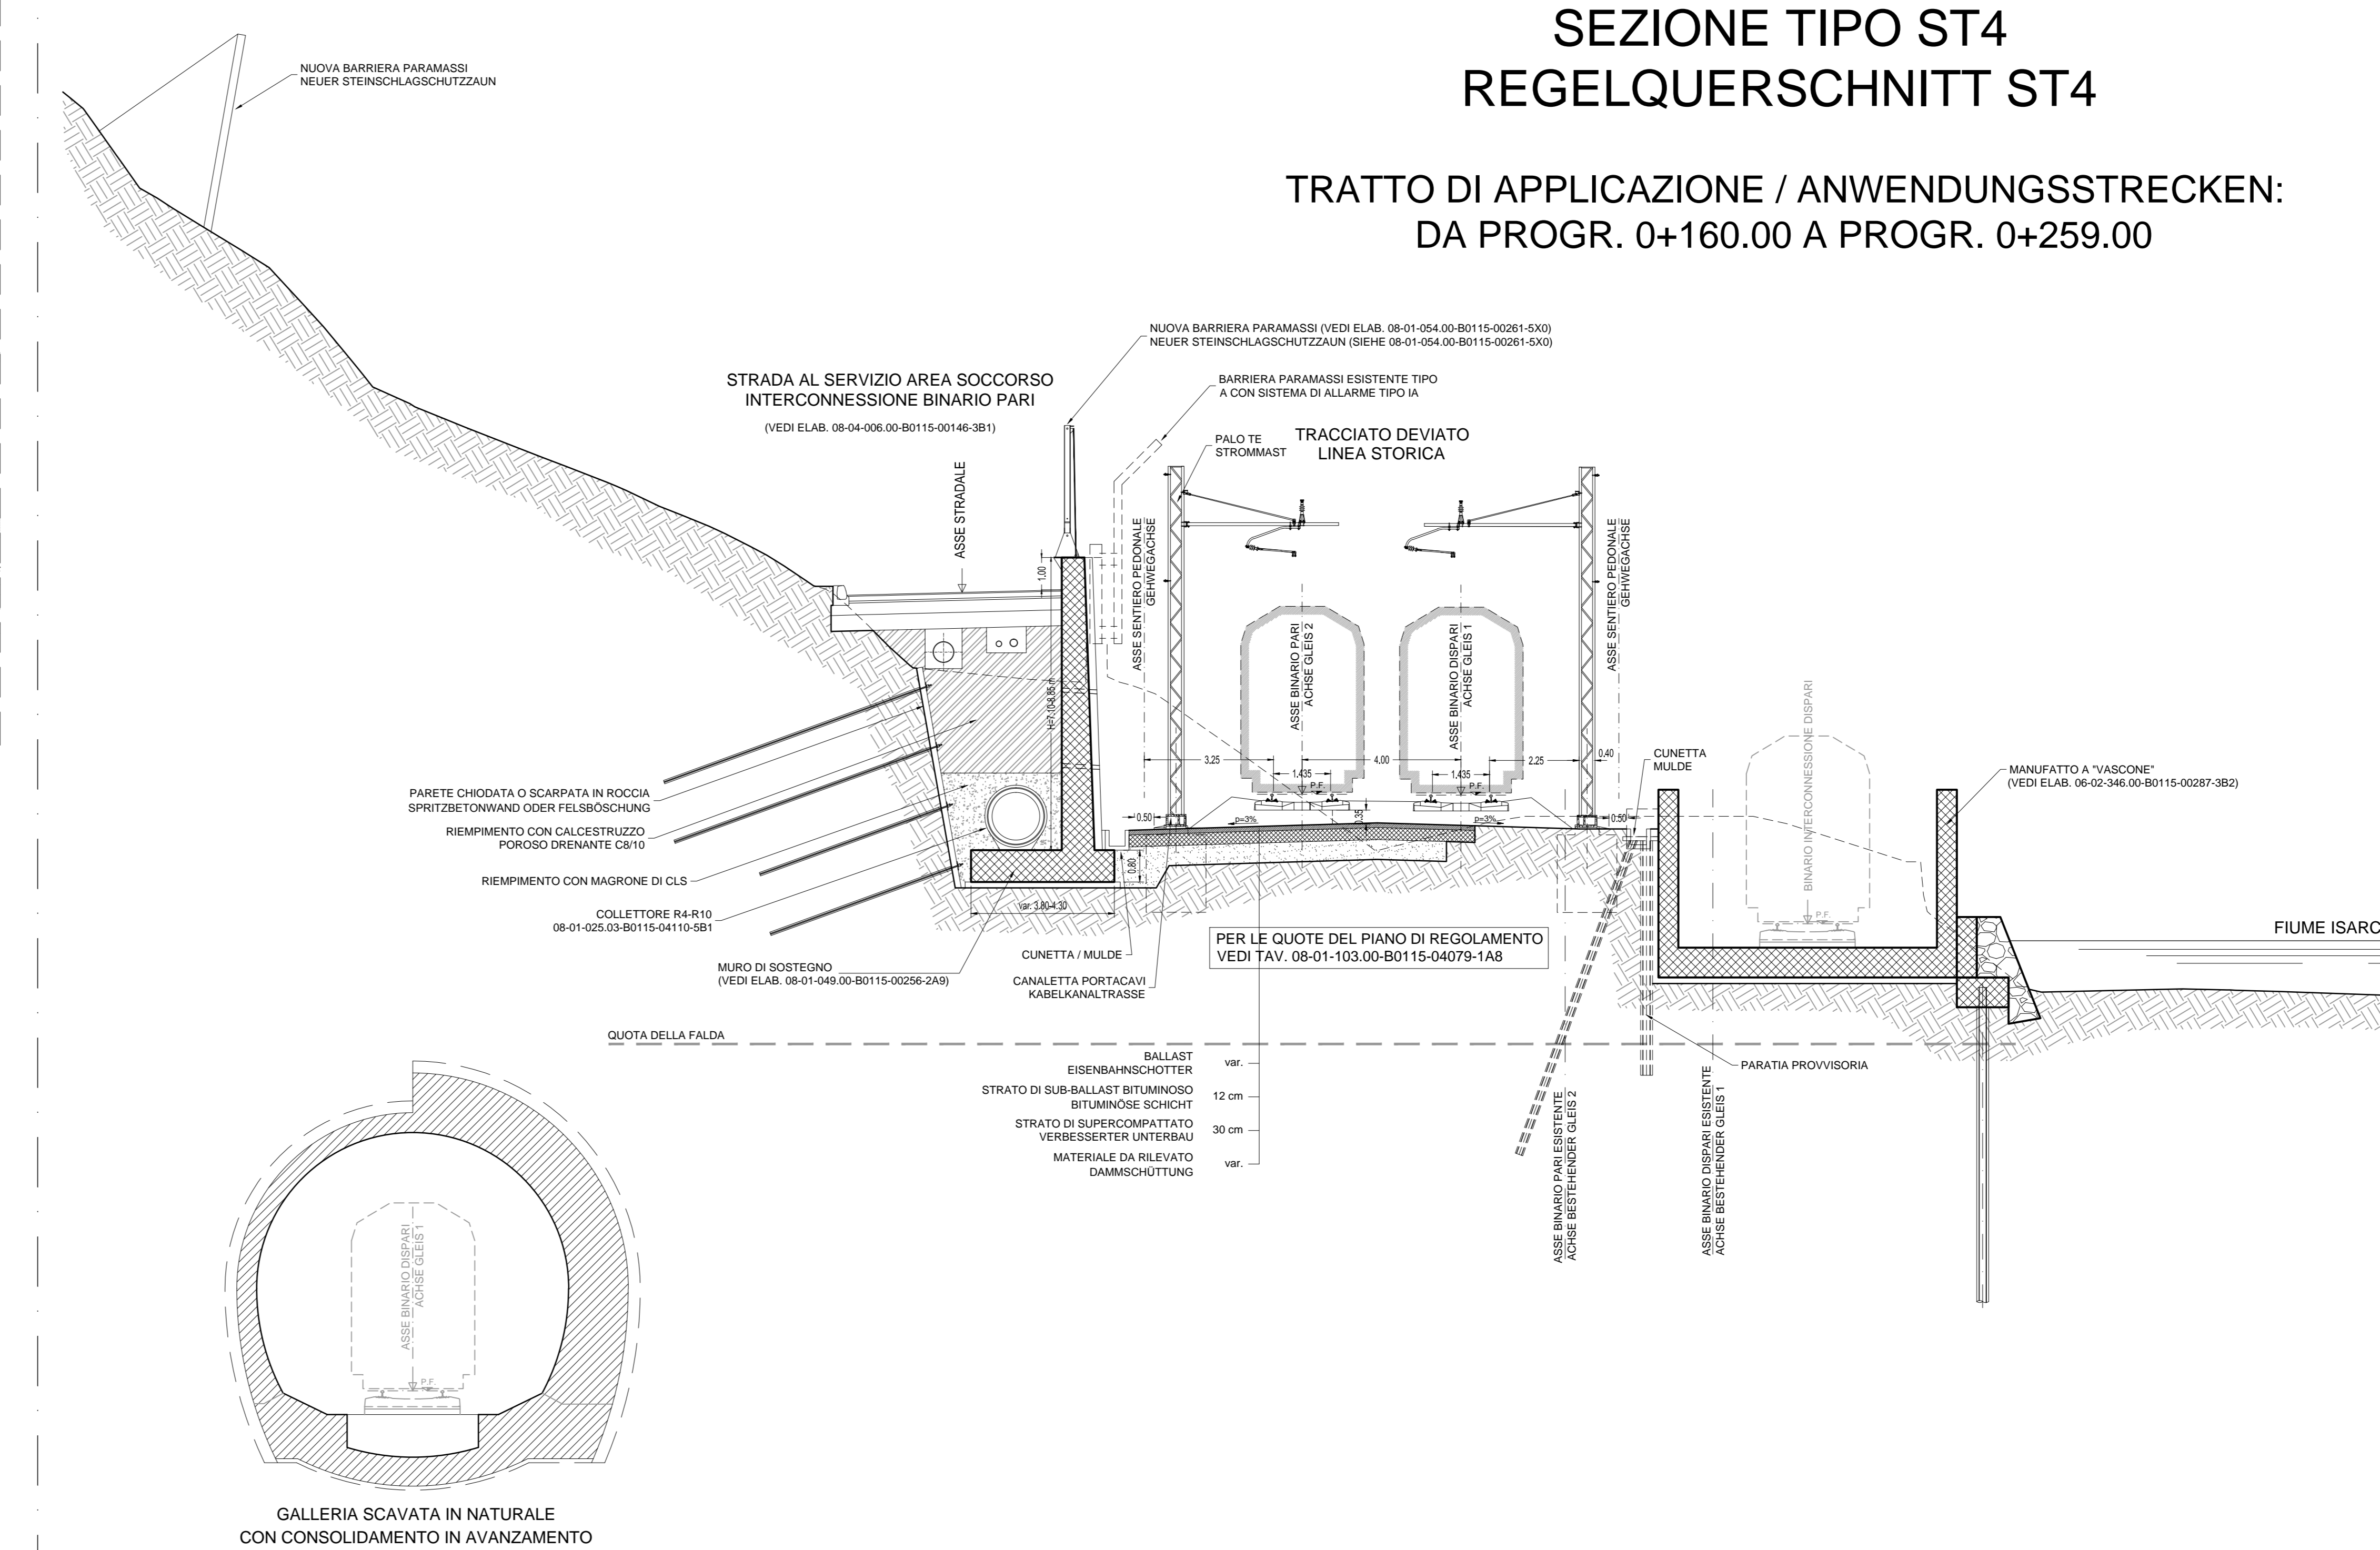 SEZIONE TIPO ST4
REGELQUERSCHNITT ST4
TRATTO DI APPLICAZIONE / ANWENDUNGSSTRECKEN:
DA PROGR. 0+160.00 A PROGR. 0+259.00
NUOVA BARRIERA PARAMASSI
NEUER STEINSCHLAGSCHUTZZAUN
NUOVA BARRIERA PARAMASSI (VEDI ELAB. 08-01-054.00-B0115-00261-5X0)
NEUER STEINSCHLAGSCHUTZZAUN (SIEHE 08-01-054.00-B0115-00261-5X0)
STRADA AL SERVIZIO AREA SOCCORSO
INTERCONNESSIONE BINARIO PARI
(VEDI ELAB. 08-04-006.00-B0115-00146-3B1)
BARRIERA PARAMASSI ESISTENTE TIPO
A CON SISTEMA DI ALLARME TIPO IA
PALO TE
STROMMAST
TRACCIATO DEVIATO
LINEA STORICA
ASSE STRADALE
1,00
H=7.10-8.85 m
ASSE SENTIERO PEDONALE
GEHWEGACHSE
ASSE BINARIO PARI
ACHSE GLEIS 2
ASSE BINARIO DISPARI
ACHSE GLEIS 1
ASSE SENTIERO PEDONALE
GEHWEGACHSE
3.25
4.00
2.25
0.40
1,435
1,435
P.F.
P.F.
0.50
p=3%
0.35
p=3%
0.50
0.80
var. 3.80-4.30
CUNETTA
MULDE
BINARIO INTERCONNESSIONE DISPARI
P.F.
MANUFATTO A "VASCONE"
(VEDI ELAB. 06-02-346.00-B0115-00287-3B2)
FIUME ISARC
PARETE CHIODATA O SCARPATA IN ROCCIA
SPRITZBETONWAND ODER FELSBÖSCHUNG
RIEMPIMENTO CON CALCESTRUZZO
POROSO DRENANTE C8/10
RIEMPIMENTO CON MAGRONE DI CLS
COLLETTORE R4-R10
08-01-025.03-B0115-04110-5B1
MURO DI SOSTEGNO
(VEDI ELAB. 08-01-049.00-B0115-00256-2A9)
CUNETTA / MULDE
CANALETTA PORTACAVI
KABELKANALTRASSE
PER LE QUOTE DEL PIANO DI REGOLAMENTO
VEDI TAV. 08-01-103.00-B0115-04079-1A8
QUOTA DELLA FALDA
BALLAST
EISENBAHNSCHOTTER
var.
STRATO DI SUB-BALLAST BITUMINOSO
BITUMINÖSE SCHICHT
12 cm
STRATO DI SUPERCOMPATTATO
VERBESSERTER UNTERBAU
30 cm
MATERIALE DA RILEVATO
DAMMSCHÜTTUNG
var.
PARATIA PROVVISORIA
ASSE BINARIO PARI ESISTENTE
ACHSE BESTEHENDER GLEIS 2
ASSE BINARIO DISPARI ESISTENTE
ACHSE BESTEHENDER GLEIS 1
ASSE BINARIO DISPARI
ACHSE GLEIS 1
P.F.
GALLERIA SCAVATA IN NATURALE
CON CONSOLIDAMENTO IN AVANZAMENTO